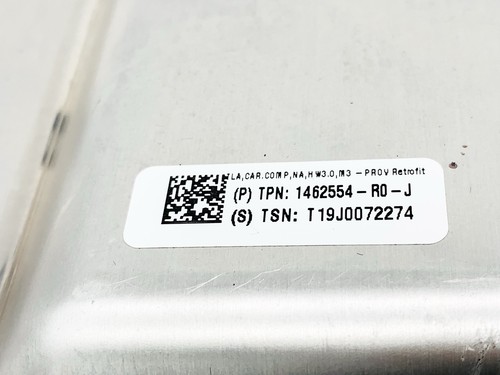 LA,CAR.COMP,NA,HW3.0,M3 - PROV Retrofit
(P) TPN: 1462554-R0-J
(S) TSN: T19J0072274